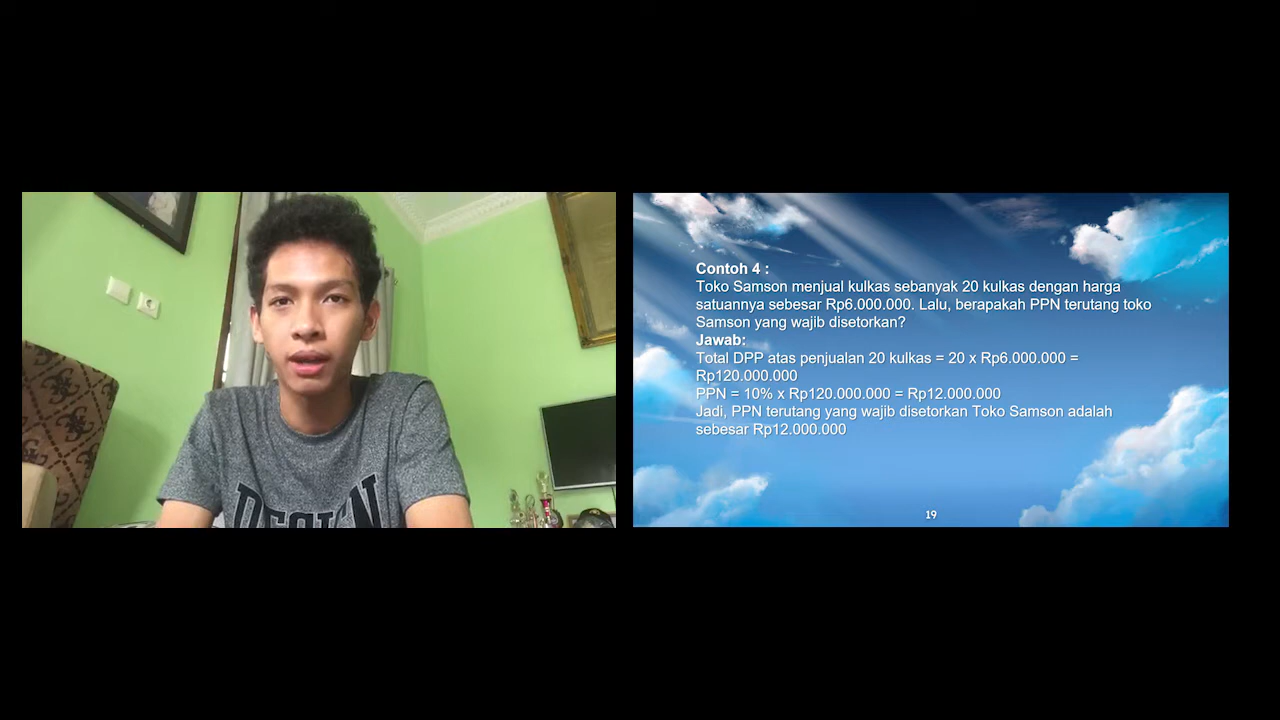 Contoh 4 :
Toko Samson menjual kulkas sebanyak 20 kulkas dengan harga
satuannya sebesar Rp6.000.000. Lalu, berapakah PPN terutang toko
Samson yang wajib disetorkan?
Jawab:
Total DPP atas penjualan 20 kulkas = 20 x Rp6.000.000 =
Rp120.000.000
PPN = 10% x Rp120.000.000 = Rp12.000.000
Jadi, PPN terutang yang wajib disetorkan Toko Samson adalah
sebesar Rp12.000.000
19
DESIGN